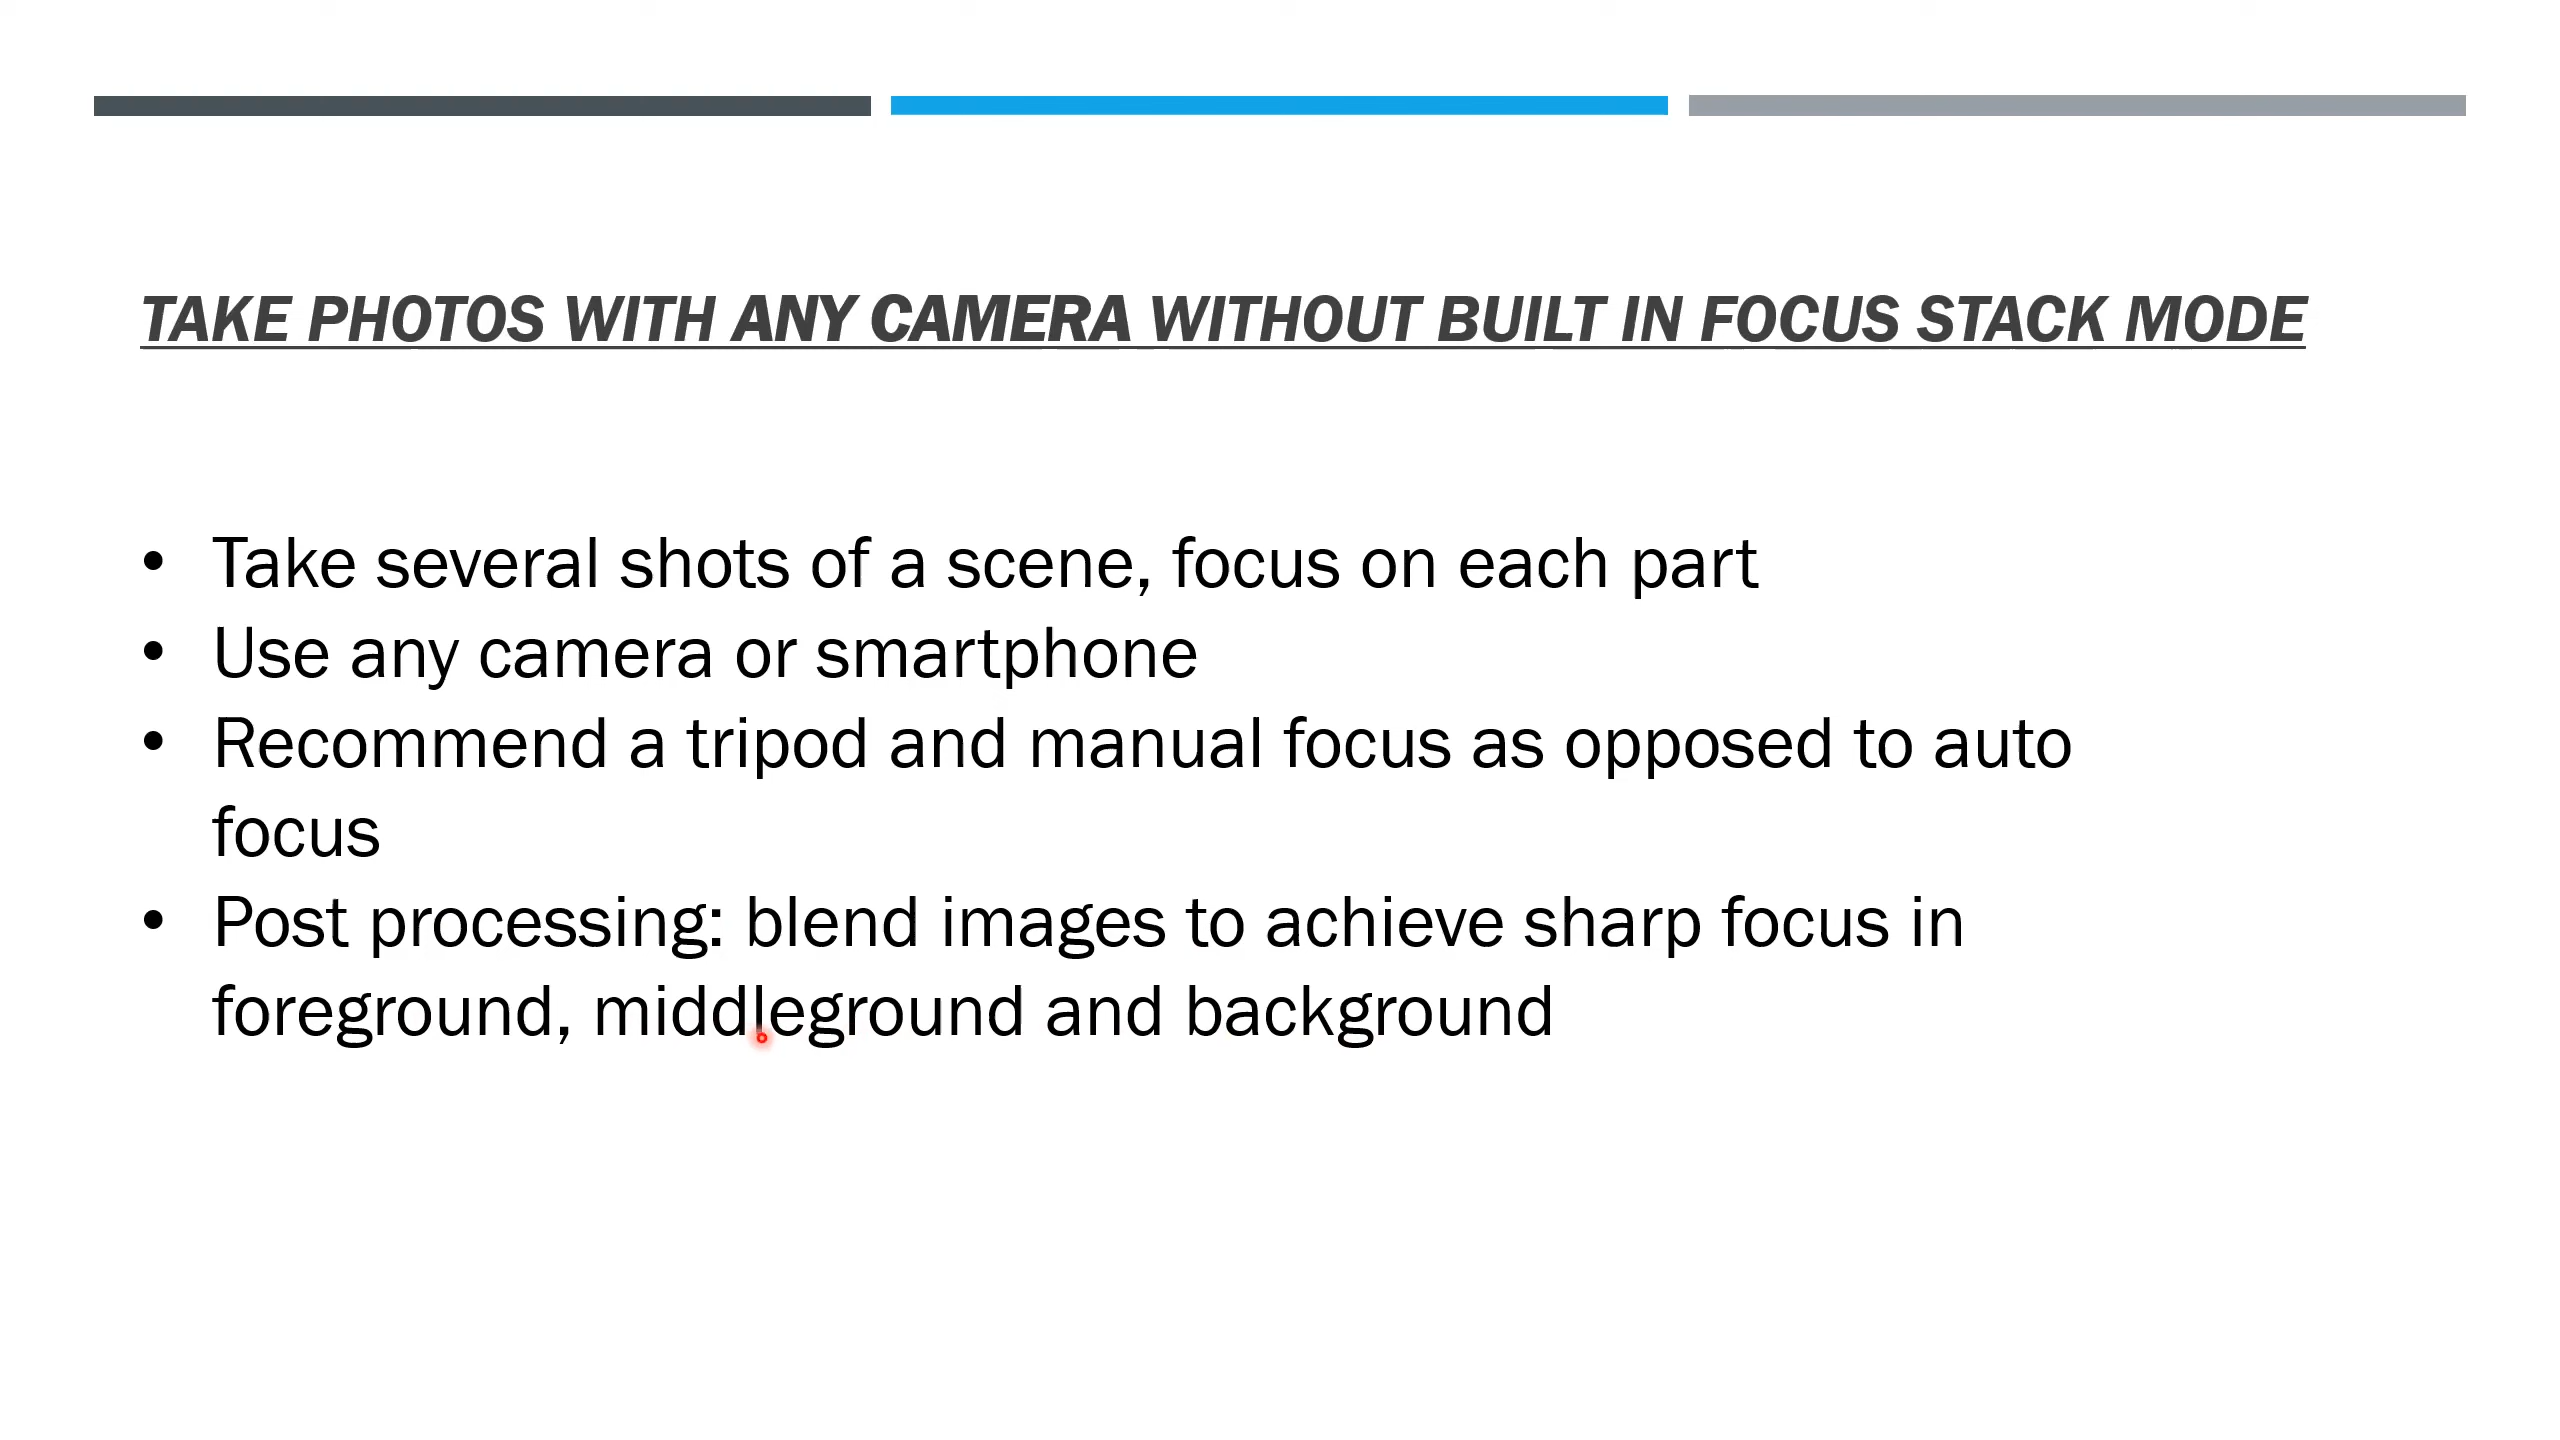 TAKE PHOTOS WITH ANY CAMERA WITHOUT BUILT IN FOCUS STACK MODE
• Take several shots of a scene, focus on each part
• Use any camera or smartphone
• Recommend a tripod and manual focus as opposed to auto
focus
• Post processing: blend images to achieve sharp focus in
foreground, middleground and background